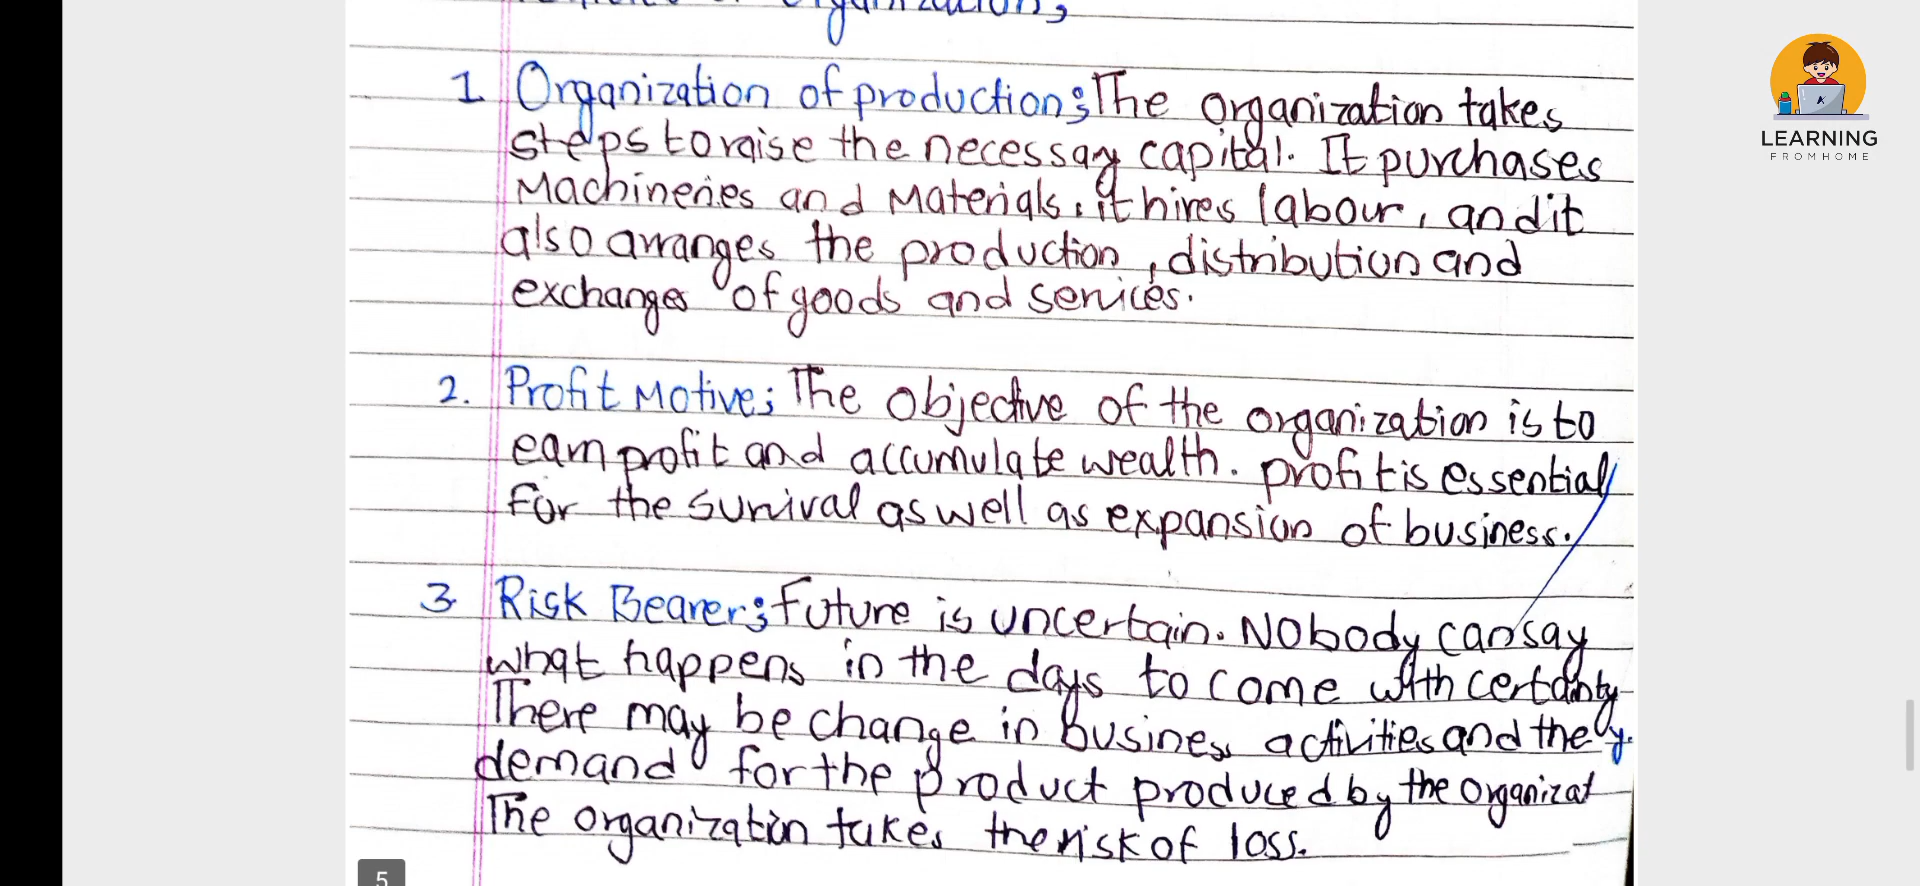 organization,
1 Organization of production; The organization takes
steps to raise the necessary capital. It purchases
Machineries and Materials, it hires labour, and it
also arranges the production, distribution and
exchanges of goods and services.
2. Profit Motive; The objective of the organization is to
earn profit and accumulate wealth. profit is essential
for the survival as well as expansion of business.
3 Risk Bearer; Future is uncertain. Nobody can say
what happens in the days to come with certainty
There may be change in business activities and they.
demand for the product produced by the organizat
The organization takes the risk of loss.
5
K
LEARNING
FROMHOME